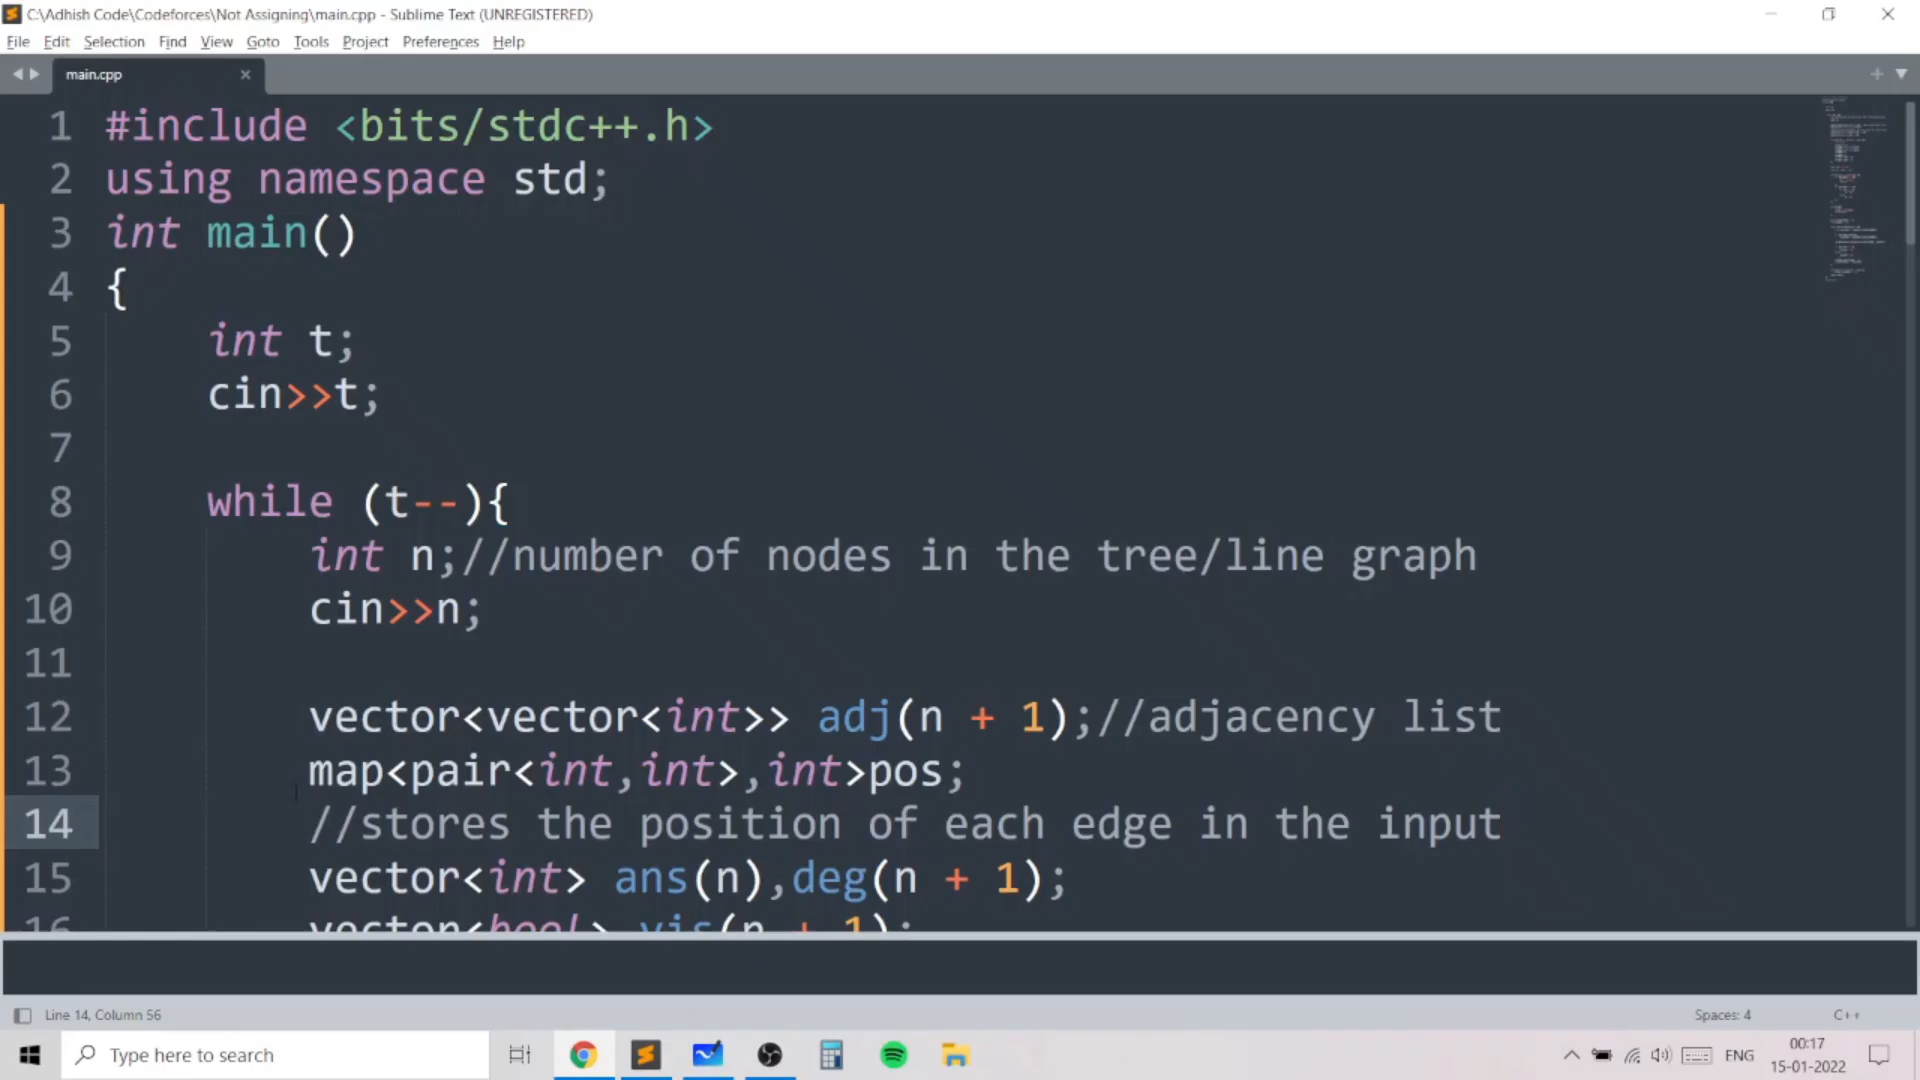 C:\Adhish Code\Codeforces\Not Assigning\main.cpp - Sublime Text (UNREGISTERED)
File Edit Selection Find View Goto Tools Project Preferences Help
main.cpp
1 #include <bits/stdc++.h>
2 using namespace std;
3 int main()
4 {
5 int t;
6 cin>>t;
7
8 while (t--){
9 int n;//number of nodes in the tree/line graph
10 cin>>n;
11
12 vector<vector<int>> adj(n + 1);//adjacency list
13 map<pair<int,int>,int>pos;
14 //stores the position of each edge in the input
15 vector<int> ans(n),deg(n + 1);
16 vector<bool> vis(n + 1);
Line 14, Column 56
Spaces: 4
C++
Type here to search
ENG
00:17
15-01-2022